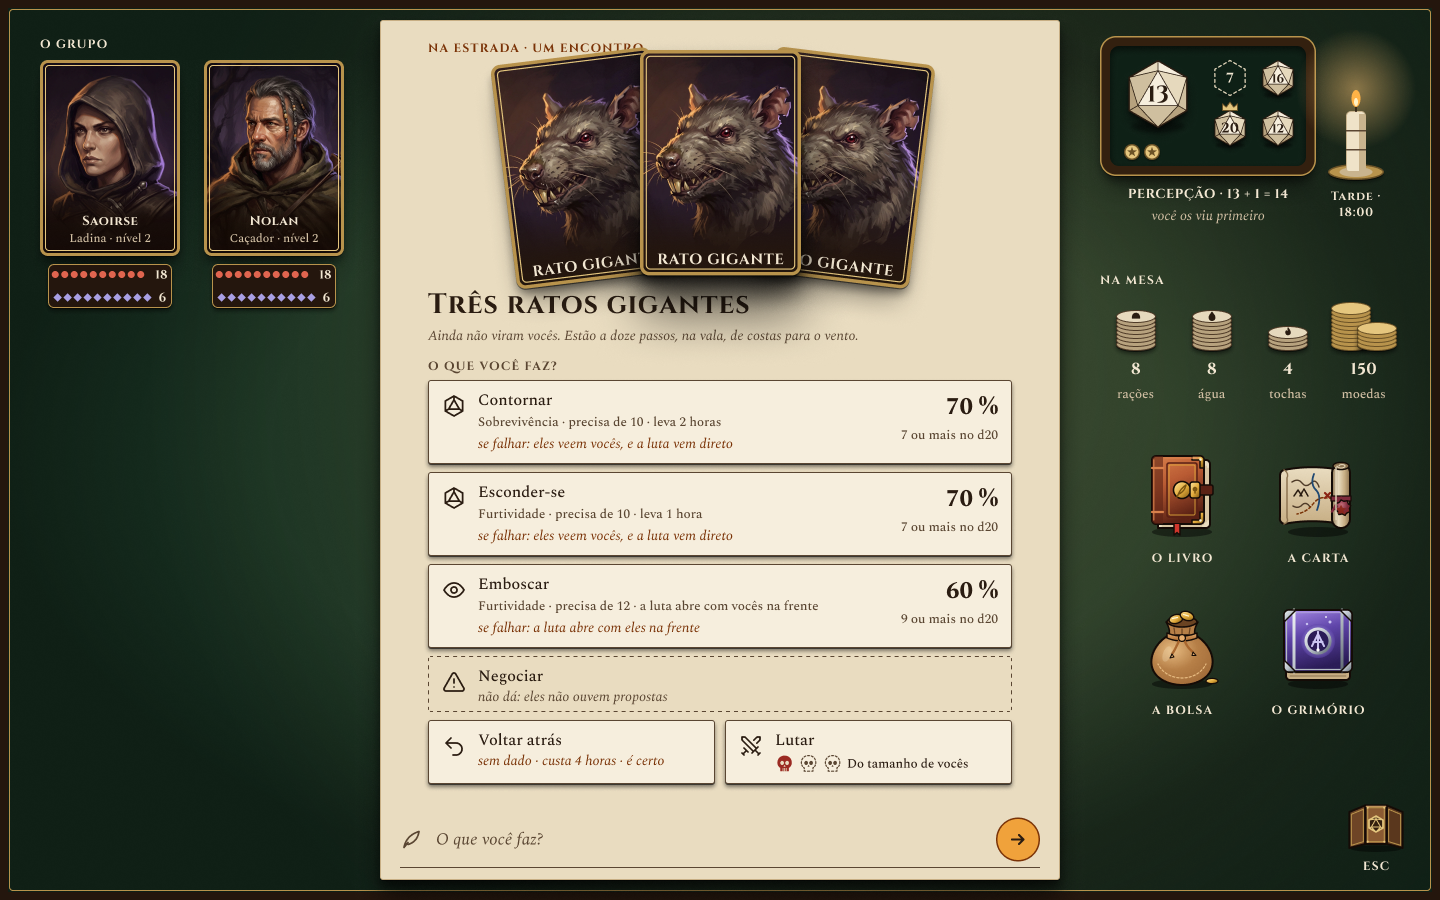 O GRUPO
SAOIRSE
Ladina · nível 2
18
6
NOLAN
Caçador · nível 2
18
6
NA ESTRADA · UM ENCONTRO
RATO GIGAN
RATO GIGANTE
O GIGANTE
TRÊS RATOS GIGANTES
Ainda não viram vocês. Estão a doze passos, na vala, de costas para o vento.
O QUE VOCÊ FAZ?
Contornar
Sobrevivência · precisa de 10 · leva 2 horas
se falhar: eles veem vocês, e a luta vem direto
70 %
7 ou mais no d20
Esconder-se
Furtividade · precisa de 10 · leva 1 hora
se falhar: eles veem vocês, e a luta vem direto
70 %
7 ou mais no d20
Emboscar
Furtividade · precisa de 12 · a luta abre com vocês na frente
se falhar: a luta abre com eles na frente
60 %
9 ou mais no d20
Negociar
não dá: eles não ouvem propostas
Voltar atrás
sem dado · custa 4 horas · é certo
Lutar
Do tamanho de vocês
O que você faz?
13
7
16
20
12
PERCEPÇÃO · 13 + 1 = 14
você os viu primeiro
TARDE ·
18:00
NA MESA
8
rações
8
água
4
tochas
150
moedas
O LIVRO
A CARTA
A BOLSA
O GRIMÓRIO
ESC